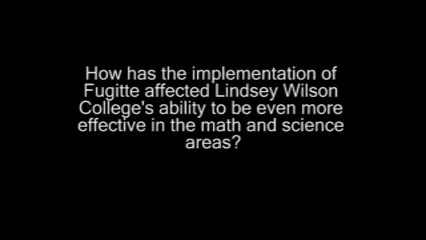 How has the implementation of
Fugitte affected Lindsey Wilson
College's ability to be even more
effective in the math and science
areas?